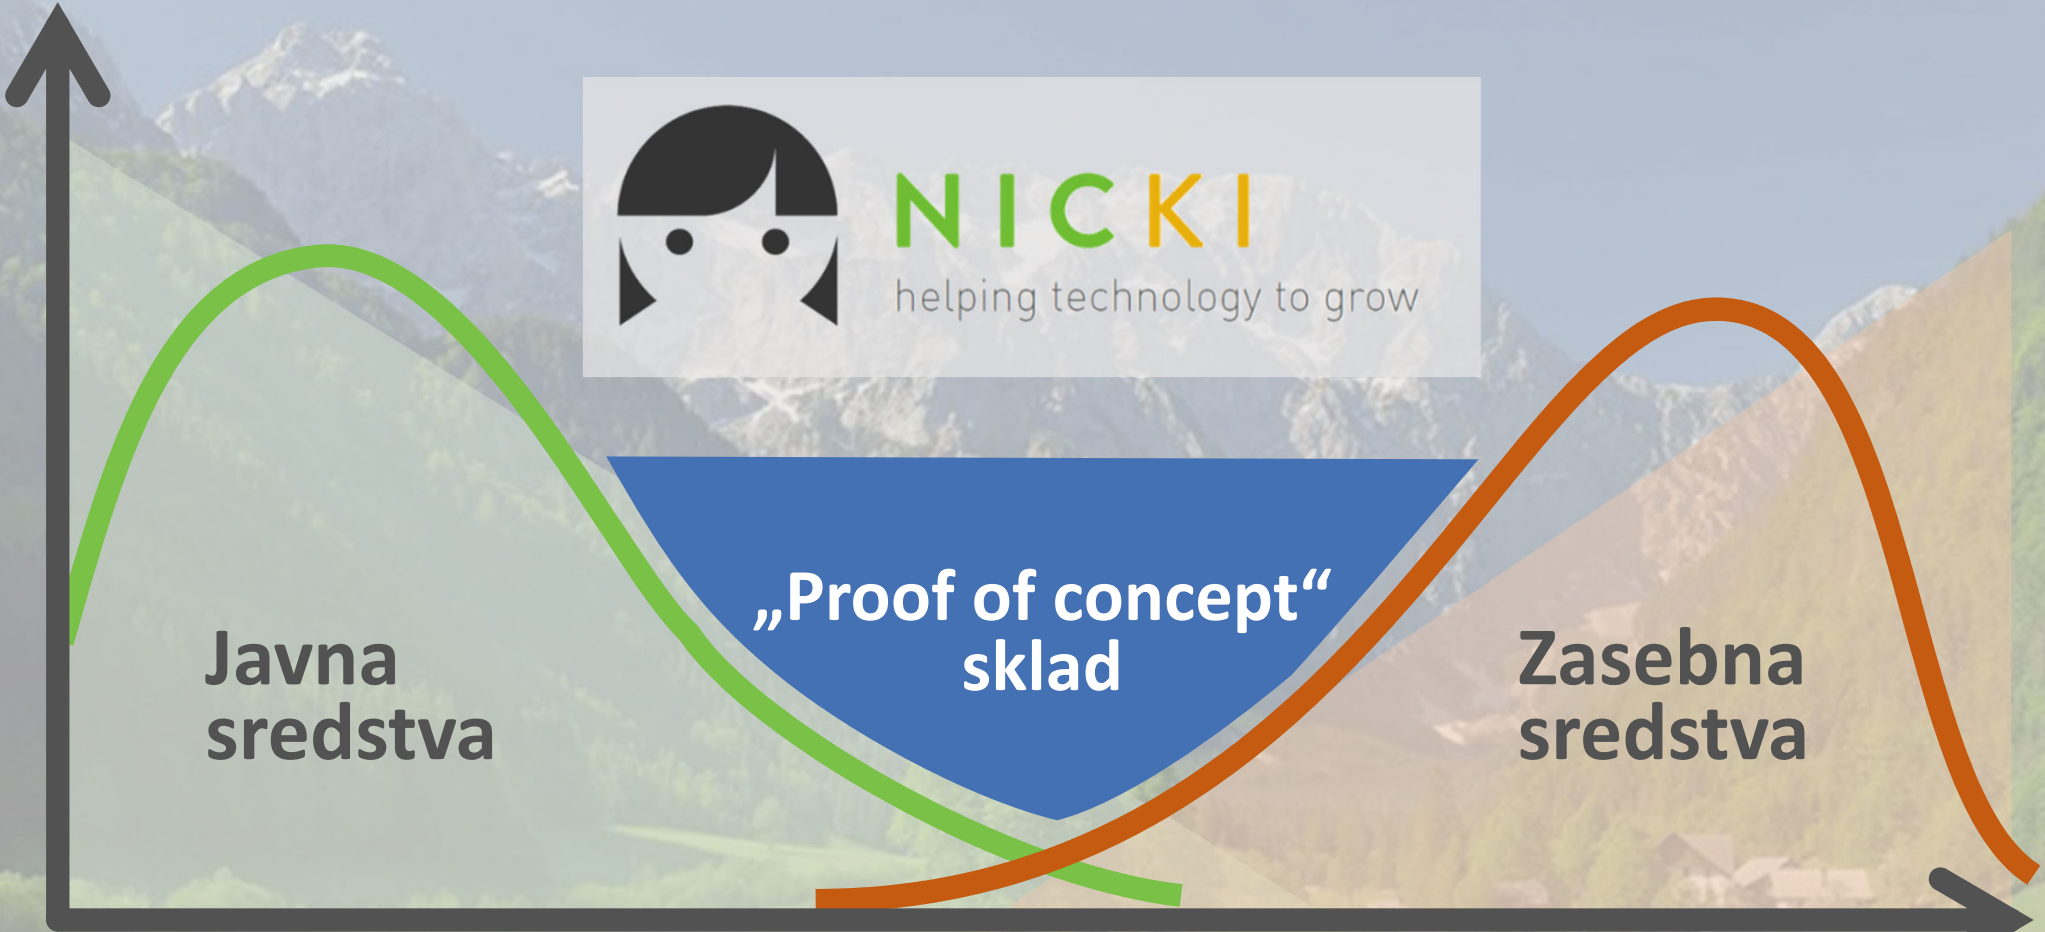 NICKI
helping technology to grow
„Proof of concept“
sklad
Javna
sredstva
Zasebna
sredstva